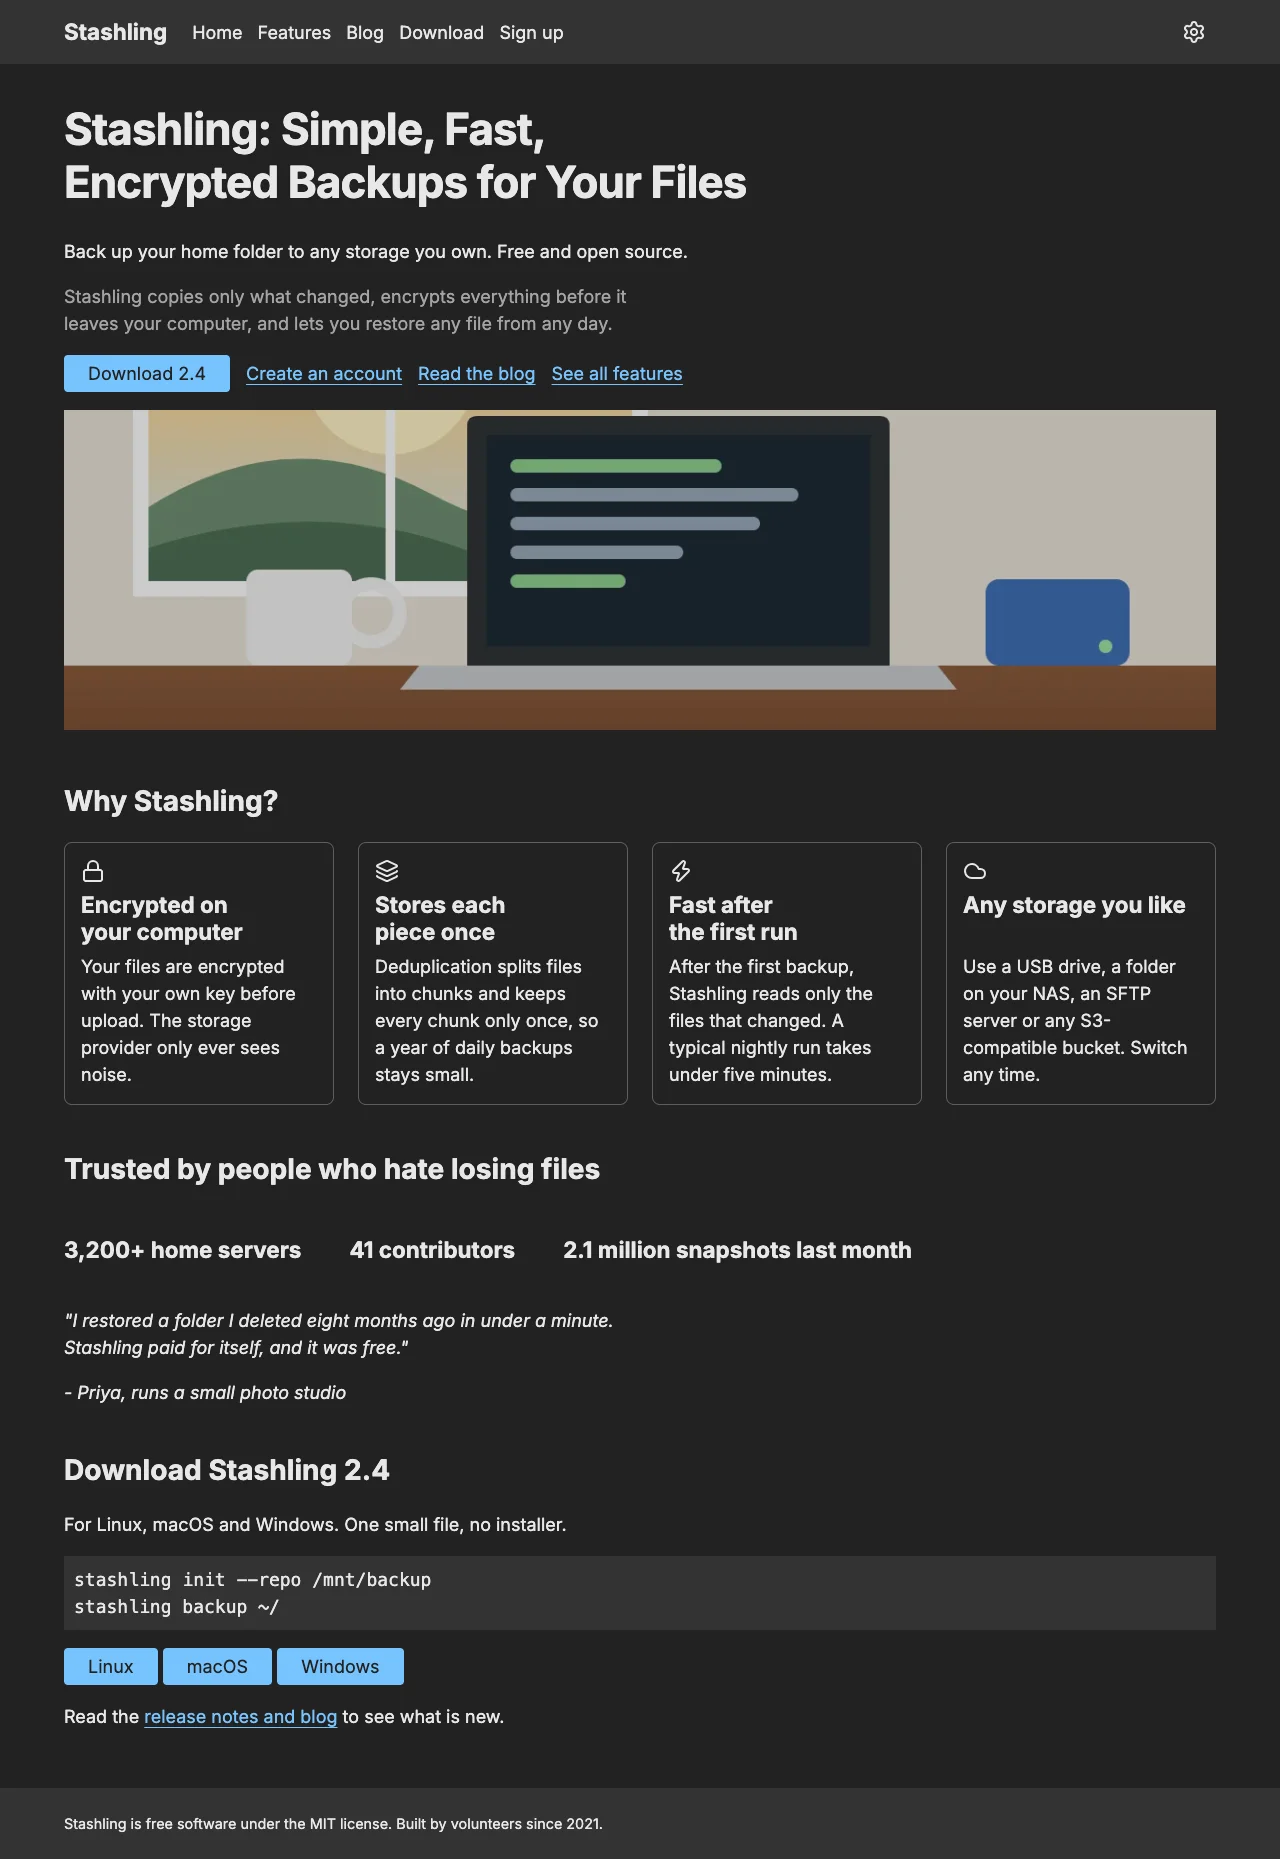 Stashling
Home Features Blog Download Sign up
Stashling: Simple, Fast,
Encrypted Backups for Your Files
Back up your home folder to any storage you own. Free and open source.
Stashling copies only what changed, encrypts everything before it
leaves your computer, and lets you restore any file from any day.
Download 2.4 Create an account Read the blog See all features
Why Stashling?
Encrypted on
your computer
Your files are encrypted
with your own key before
upload. The storage
provider only ever sees
noise.
Stores each
piece once
Deduplication splits files
into chunks and keeps
every chunk only once, so
a year of daily backups
stays small.
Fast after
the first run
After the first backup,
Stashling reads only the
files that changed. A
typical nightly run takes
under five minutes.
Any storage you like
Use a USB drive, a folder
on your NAS, an SFTP
server or any S3-
compatible bucket. Switch
any time.
Trusted by people who hate losing files
3,200+ home servers 41 contributors 2.1 million snapshots last month
"I restored a folder I deleted eight months ago in under a minute.
Stashling paid for itself, and it was free."
- Priya, runs a small photo studio
Download Stashling 2.4
For Linux, macOS and Windows. One small file, no installer.
stashling init --repo /mnt/backup
stashling backup ~/
Linux macOS Windows
Read the release notes and blog to see what is new.
Stashling is free software under the MIT license. Built by volunteers since 2021.